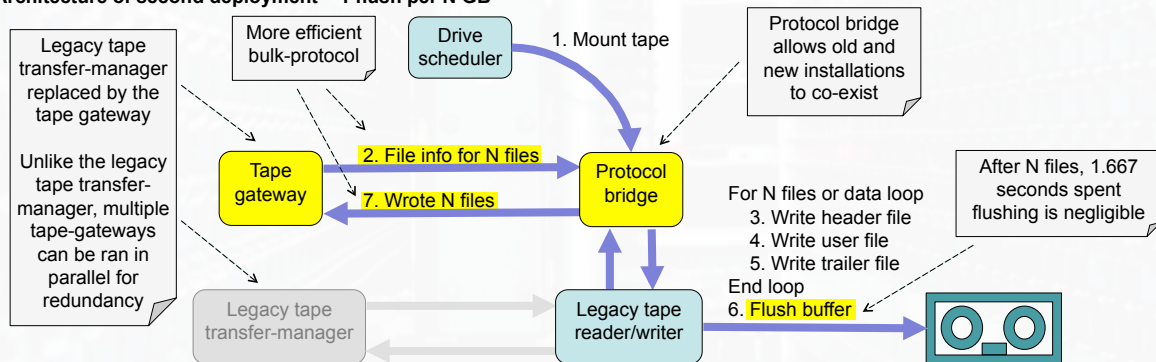 Architecture of second deployment – 1 flush per N GB
Legacy tape
transfer-manager
replaced by the
tape gateway
Unlike the legacy
tape transfer-
manager, multiple
tape-gateways
can be ran in
parallel for
redundancy
More efficient
bulk-protocol
Drive
scheduler
1. Mount tape
Protocol bridge
allows old and
new installations
to co-exist
Tape
gateway
2. File info for N files
7. Wrote N files
Protocol
bridge
After N files, 1.667
seconds spent
flushing is negligible
For N files or data loop
3. Write header file
4. Write user file
5. Write trailer file
End loop
6. Flush buffer
Legacy tape
transfer-manager
Legacy tape
reader/writer